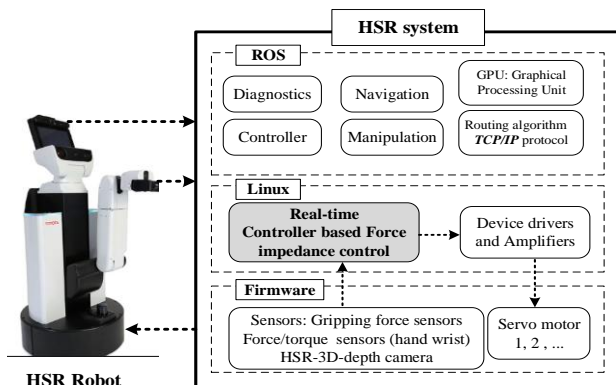 HSR system
ROS
Diagnostics
Navigation
GPU: Graphical
Processing Unit
Controller
Manipulation
Routing algorithm
TCP/IP protocol
Linux
Real-time
Controller based Force
impedance control
Device drivers
and Amplifiers
Firmware
Sensors: Gripping force sensors
Force/torque sensors (hand wrist)
HSR-3D-depth camera
Servo motor
1, 2 , ...
HSR Robot